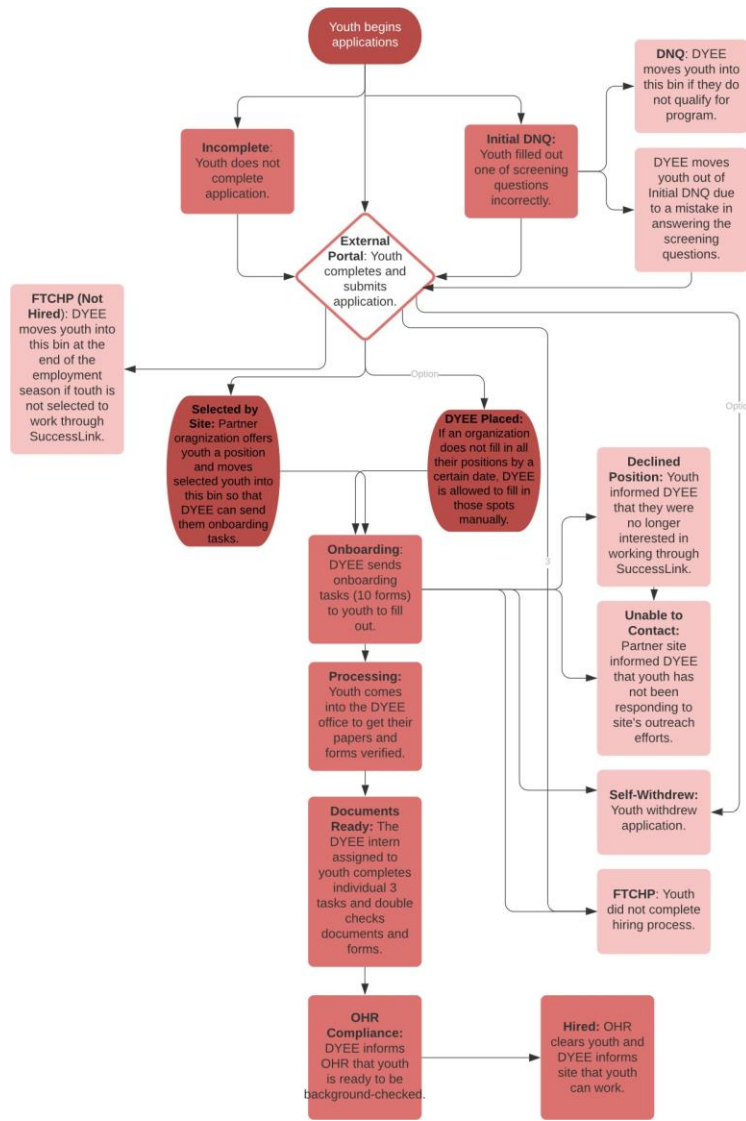 Youth begins
applications
DNQ: DYEE
moves youth into
this bin if they do
not qualify for
program.
Incomplete:
Youth does not
complete
application.
Initial DNQ:
Youth filled out
one of screening
questions
incorrectly.
DYEE moves
youth out of
Initial DNQ due
to a mistake in
answering the
screening
questions.
External
Portal: Youth
completes and
submits
application.
FTCHP (Not
Hired): DYEE
moves youth into
this bin at the
end of the
employment
season if touth is
not selected to
work through
SuccessLink.
Option
Selected by
Site: Partner
oragnization offers
youth a position
and moves
selected youth into
this bin so that
DYEE can send
them onboarding
tasks.
DYEE Placed:
If an organization
does not fill in all
their positions by a
certain date, DYEE
is allowed to fill in
those spots
manually.
Declined
Position: Youth
informed DYEE
that they were
no longer
interested in
working through
SuccessLink.
Onboarding:
DYEE sends
onboarding
tasks (10 forms)
to youth to fill
out.
3
Unable to
Contact:
Partner site
informed DYEE
that youth has
not been
responding to
site's outreach
efforts.
Processing:
Youth comes
into the DYEE
office to get their
papers and
forms verified.
Self-Withdrew:
Youth withdrew
application.
Documents
Ready: The
DYEE intern
assigned to
youth completes
individual 3
tasks and double
checks
documents and
forms.
FTCHP: Youth
did not complete
hiring process.
OHR
Compliance:
DYEE informs
OHR that youth
is ready to be
background-checked.
Hired: OHR
clears youth and
DYEE informs
site that youth
can work.